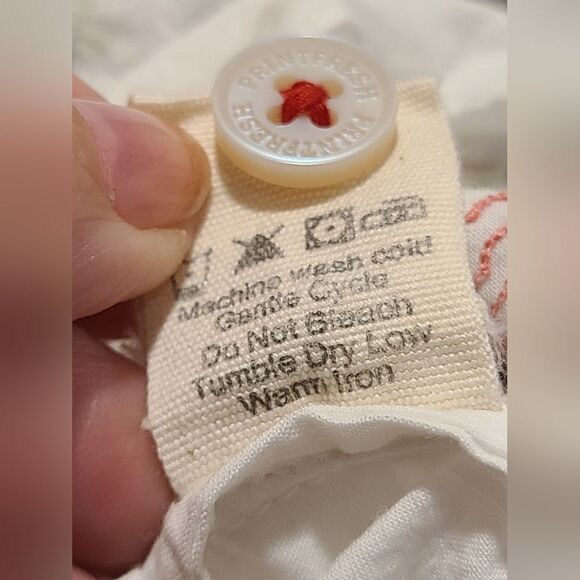 PRINTFRESH PRINTFRESH
Machine wash cold
Gentle Cycle
Do Not Bleach
Tumble Dry Low
Warm Iron